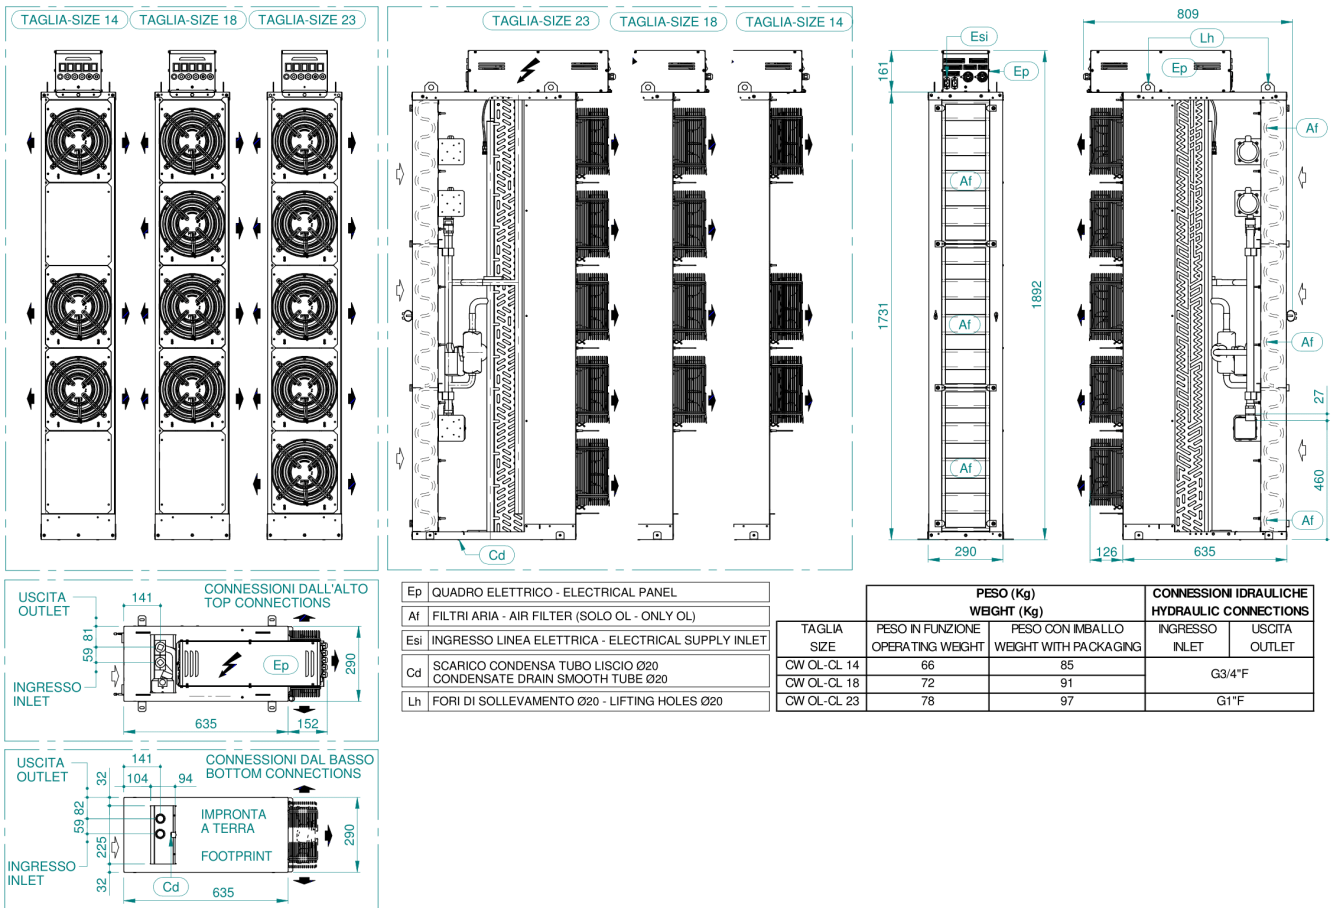 TAGLIA-SIZE 14
TAGLIA-SIZE 18
TAGLIA-SIZE 23
TAGLIA-SIZE 23
TAGLIA-SIZE 18
TAGLIA-SIZE 14
Cd
Esi
Ep
161
1731
1892
Af
Af
Af
290
809
Lh
Ep
Af
Af
Af
27
460
126
635
USCITA
OUTLET
141
CONNESSIONI DALL'ALTO
TOP CONNECTIONS
81
59
INGRESSO
INLET
Ep
290
635
152
USCITA
OUTLET
141
CONNESSIONI DAL BASSO
BOTTOM CONNECTIONS
104
94
32
82
59
225
32
IMPRONTA
A TERRA
FOOTPRINT
290
INGRESSO
INLET
Cd
635
Ep QUADRO ELETTRICO - ELECTRICAL PANEL
Af FILTRI ARIA - AIR FILTER (SOLO OL - ONLY OL)
Esi INGRESSO LINEA ELETTRICA - ELECTRICAL SUPPLY INLET
Cd SCARICO CONDENSA TUBO LISCIO Ø20
CONDENSATE DRAIN SMOOTH TUBE Ø20
Lh FORI DI SOLLEVAMENTO Ø20 - LIFTING HOLES Ø20
PESO (Kg) CONNESSIONI IDRAULICHE
WEIGHT (Kg) HYDRAULIC CONNECTIONS
TAGLIA PESO IN FUNZIONE PESO CON IMBALLO INGRESSO USCITA
SIZE OPERATING WEIGHT WEIGHT WITH PACKAGING INLET OUTLET
CW OL-CL 14 66 85 G3/4"F
CW OL-CL 18 72 91
CW OL-CL 23 78 97 G1"F